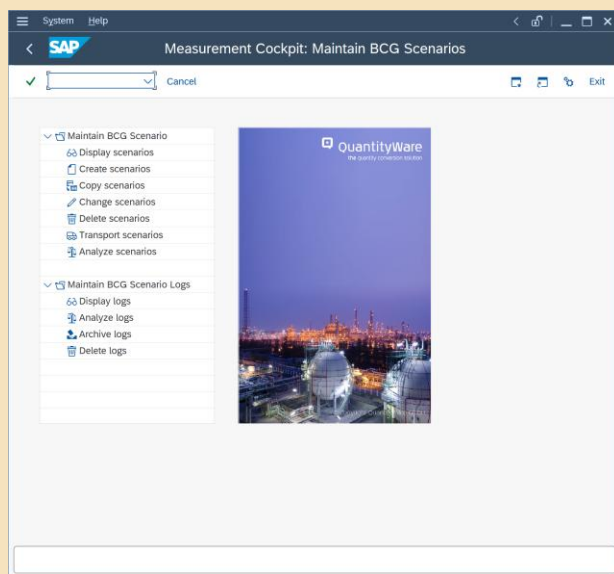 System Help
SAP
Measurement Cockpit: Maintain BCG Scenarios
Cancel
Exit
Maintain BCG Scenario
Display scenarios
Create scenarios
Copy scenarios
Change scenarios
Delete scenarios
Transport scenarios
Analyze scenarios
Maintain BCG Scenario Logs
Display logs
Analyze logs
Archive logs
Delete logs
QuantityWare
the quantity conversion solution